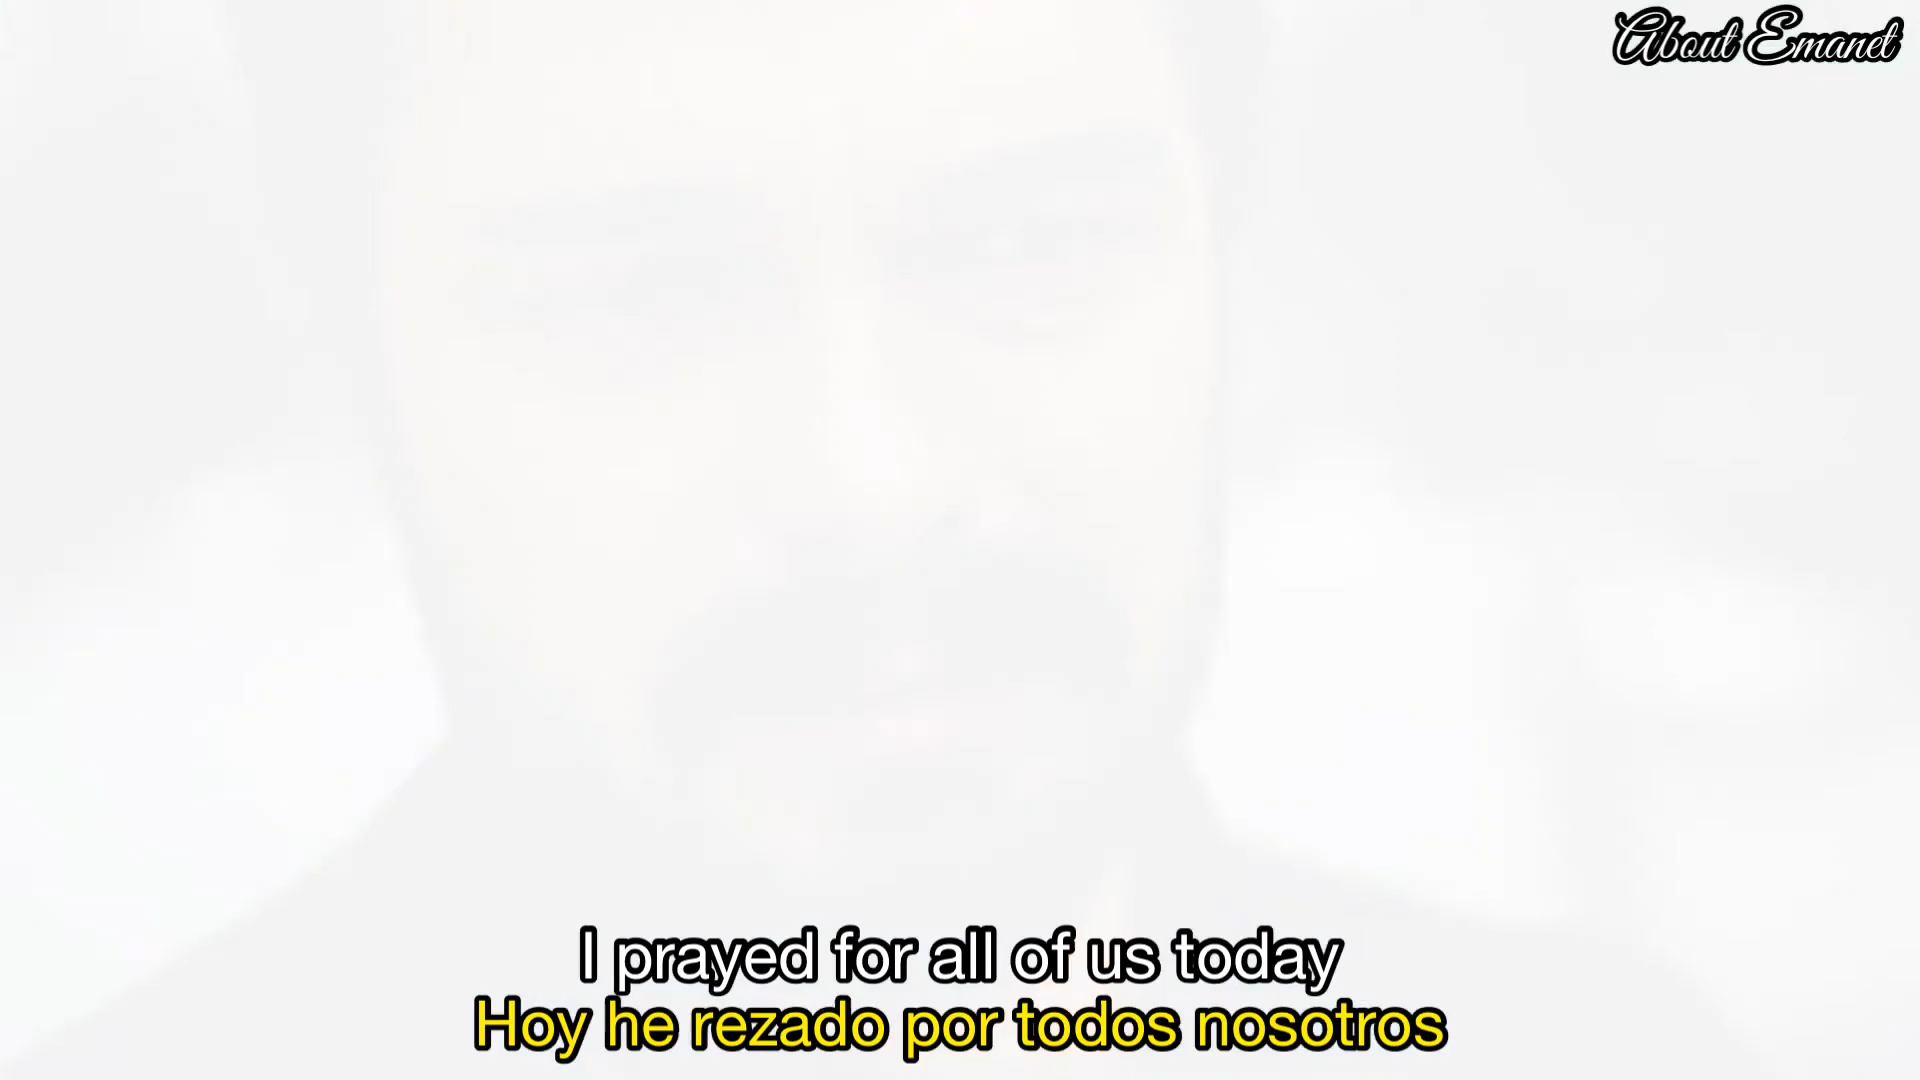 About Emanet
I prayed for all of us today
Hoy he rezado por todos nosotros